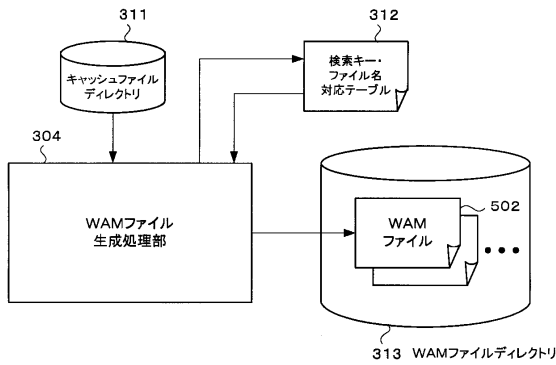 311
キャッシュファイル
ディレクトリ
312
検索キー・
ファイル名
対応テーブル
304
WAMファイル
生成処理部
502
WAM
ファイル
•••
313 WAMファイルディレクトリ